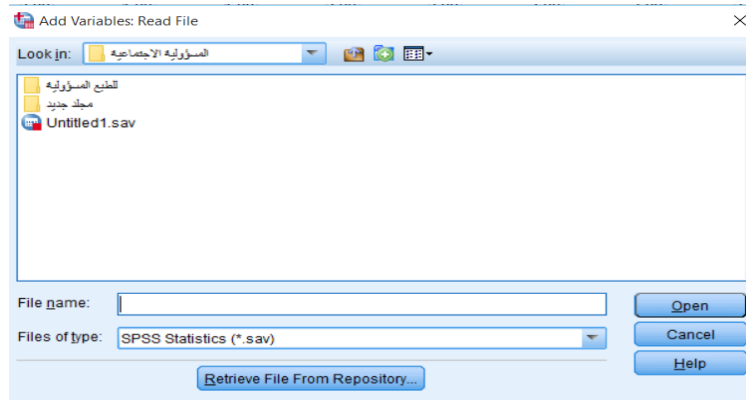 Add Variables: Read File
Look in: المسؤولية الاجتماعية
للطبع المسؤولية
مجلد جديد
Untitled1.sav
File name:
Open
Files of type: SPSS Statistics (*.sav)
Cancel
Help
Retrieve File From Repository...